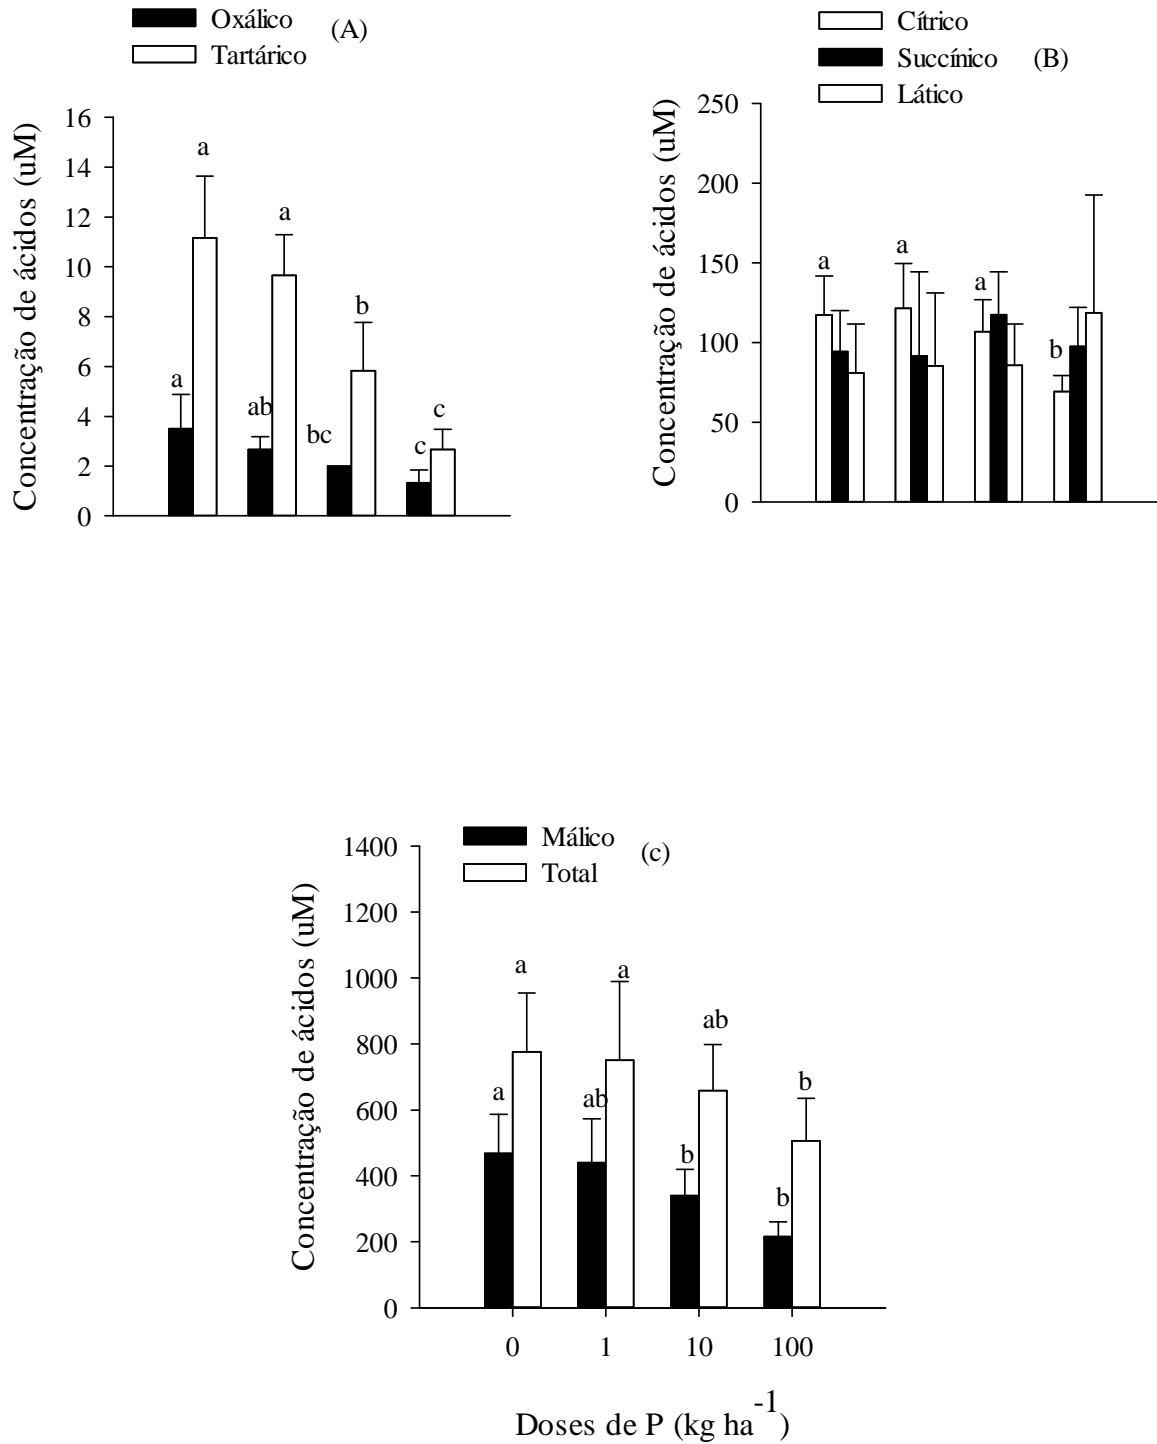 Oxálico
Tartárico
(A)
Concentração de ácidos (uM)
16
14
12
10
8
6
4
2
0
a
a
ab
a
bc
b
c
c
Cítrico
Succínico
Lático
(B)
Concentração de ácidos (uM)
250
200
150
100
50
0
a
a
a
b
Málico
Total
(c)
Concentração de ácidos (uM)
1400
1200
1000
800
600
400
200
0
a
a
ab
a
b
ab
b
b
0 1 10 100
Doses de P (kg ha-1)